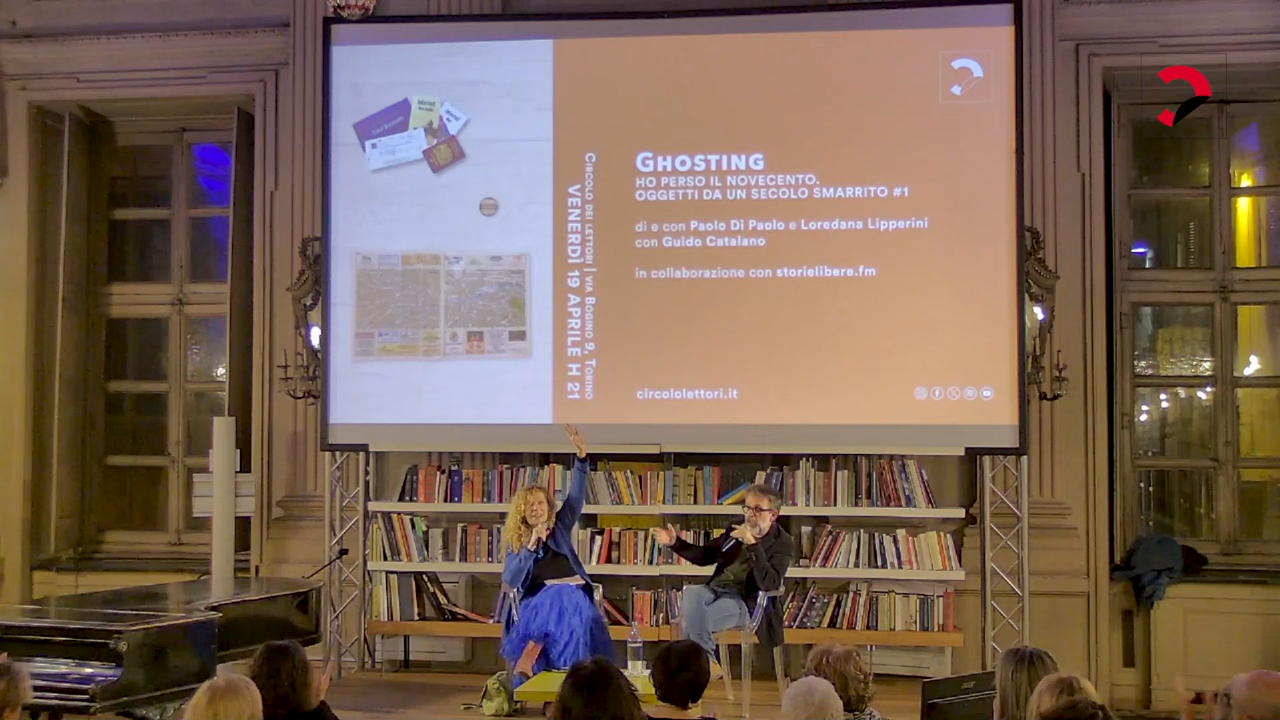 GHOSTING
HO PERSO IL NOVECENTO.
OGGETTI DA UN SECOLO SMARRITO #1
di e con Paolo Di Paolo e Loredana Lipperini
con Guido Catalano
in collaborazione con storielibere.fm
circololettori.it
CIRCOLO DEI LETTORI | VIA BOGINO 9, TORINO
VENERDÌ 19 APRILE H 21